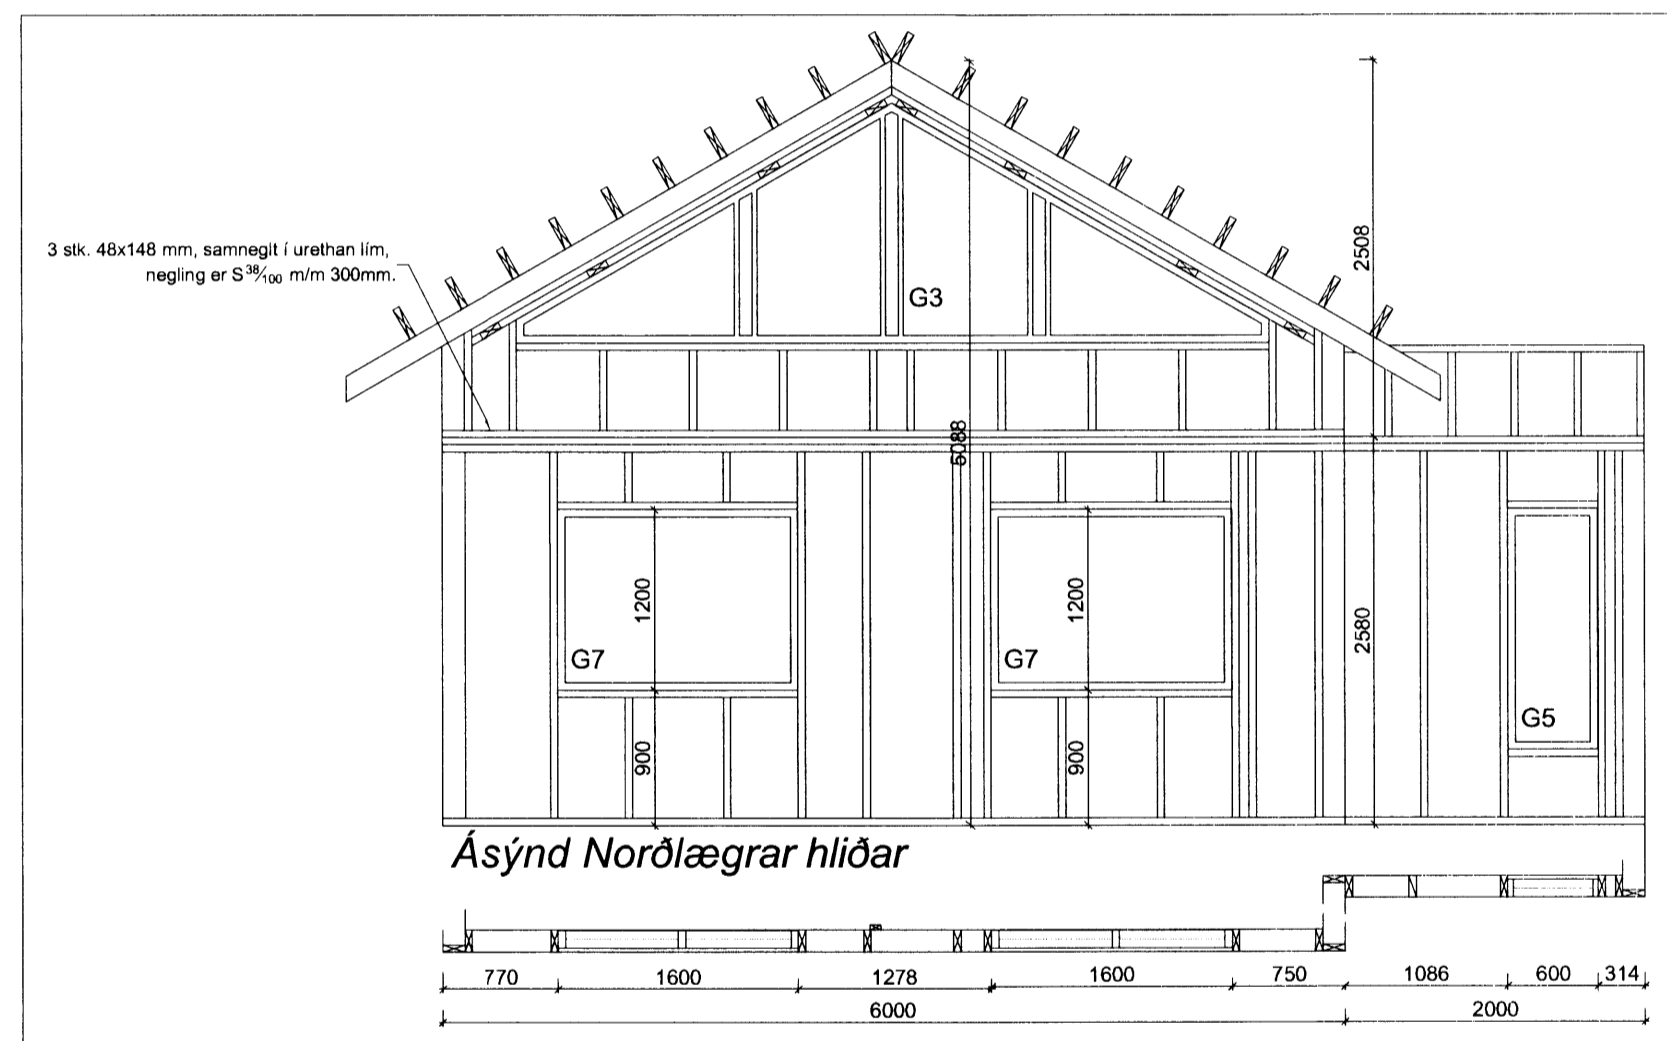 3 stk. 48x148 mm, samneglt í urethan lím,
negling er S 38/100 m/m 300mm.
G3
2508
5088
1200
1200
2580
G7
G7
G5
900
900
Ásýnd Norðlægrar hliðar
770
1600
1278
1600
750
1086
600
314
6000
2000